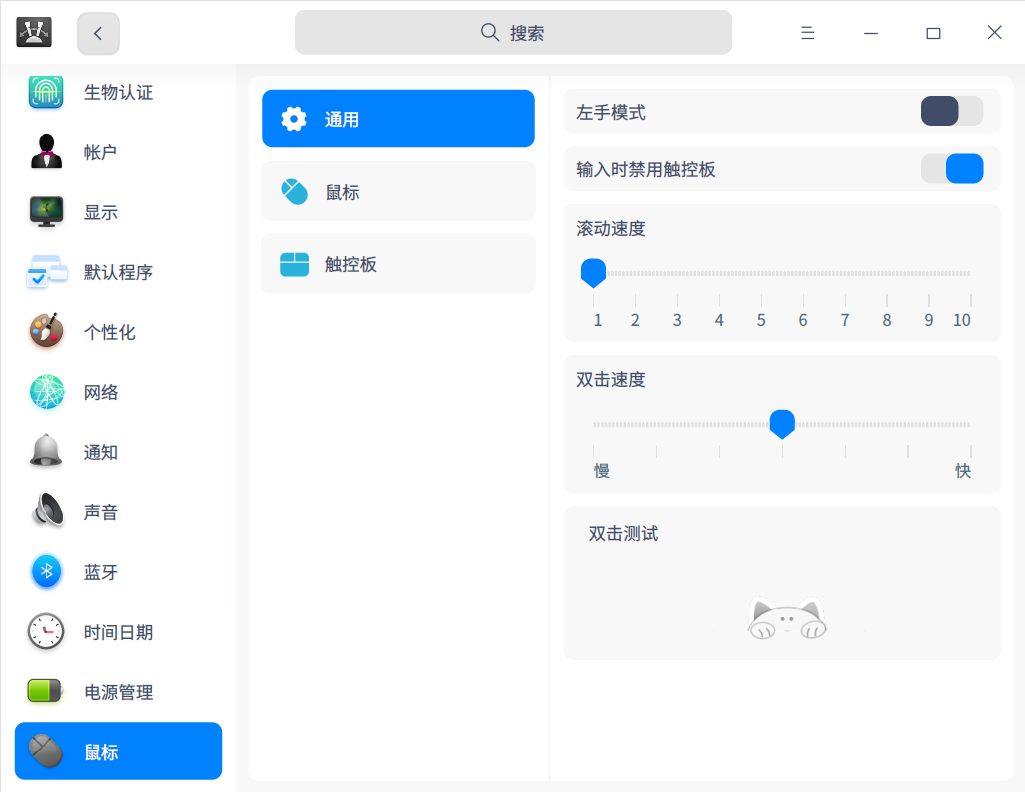 搜索
生物认证
帐户
显示
默认程序
个性化
网络
通知
声音
蓝牙
时间日期
电源管理
鼠标
通用
鼠标
触控板
左手模式
输入时禁用触控板
滚动速度
1 2 3 4 5 6 7 8 9 10
双击速度
慢 快
双击测试